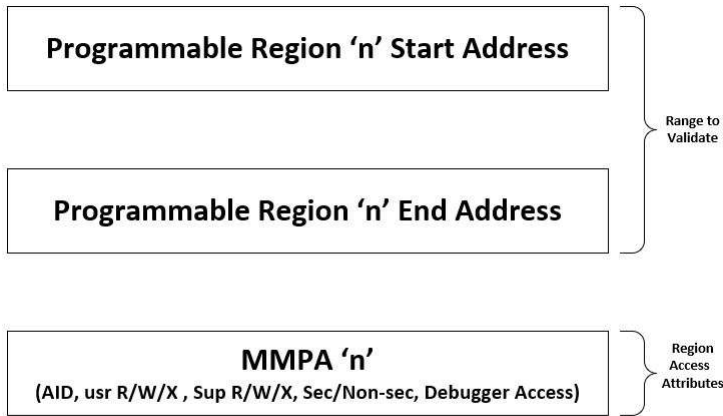 Programmable Region ‘n’ Start Address
Range to
Validate
Programmable Region ‘n’ End Address
MMPA ‘n’
(AID, usr R/W/X , Sup R/W/X, Sec/Non-sec, Debugger Access)
Region
Access
Attributes